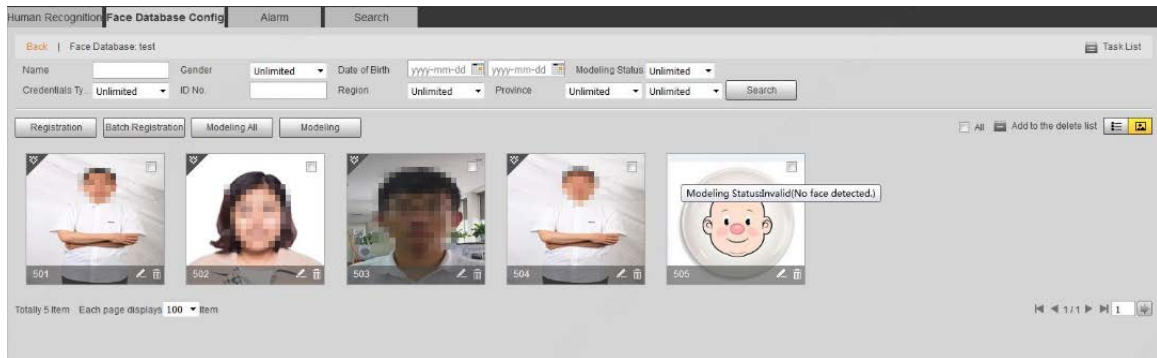 Human Recognition Face Database Config Alarm Search
Back | Face Database: test Task List
Name Gender Unlimited Date of Birth yyyy-mm-dd yyyy-mm-dd Modeling Status Unlimited
Credentials Ty... Unlimited ID No. Region Unlimited Province Unlimited Unlimited Search
Registration Batch Registration Modeling All Modeling All Add to the delete list
Modeling Status:Invalid(No face detected.)
501 502 503 504 505
Totally 5 Item Each page displays 100 Item 1/1 1